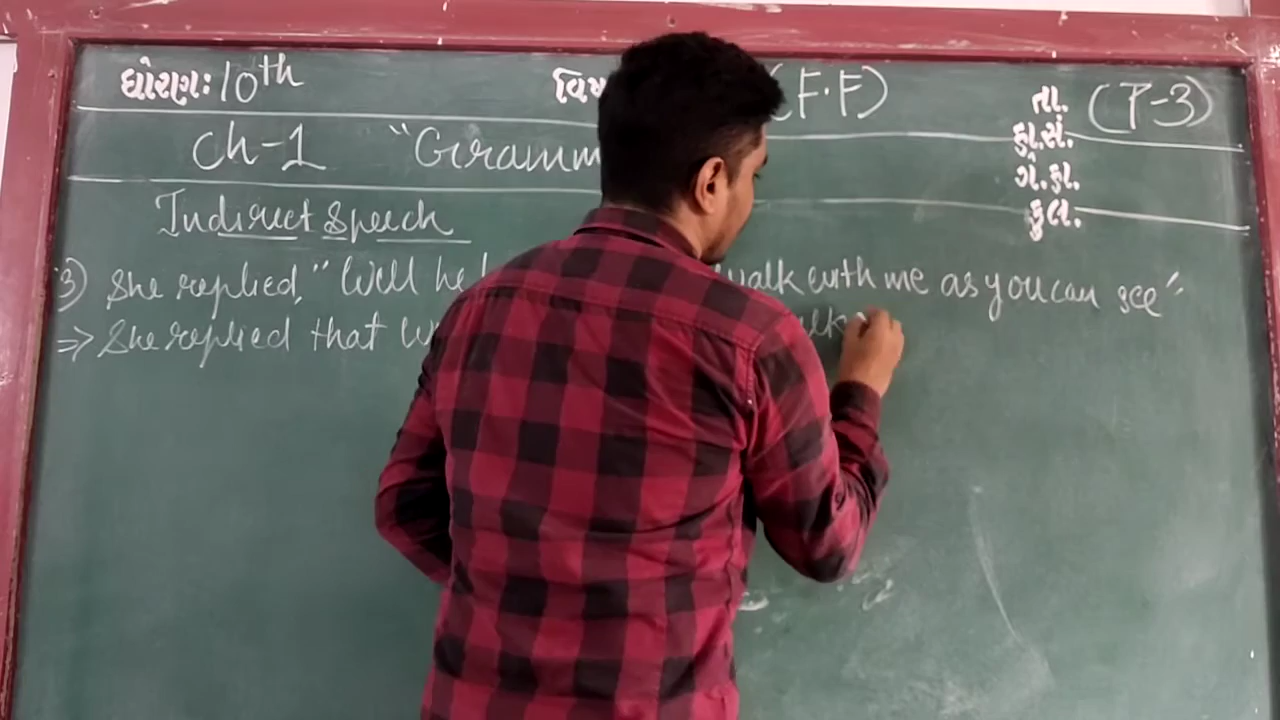 ધોરણ: 10th (F.F) તા. (T-3)
Ch-1 "Gramm હા.સં.
ગે.હા.
Indirect Speech કુલ.
3) She replied, "Well he walk with me as you can see"
=> She replied that